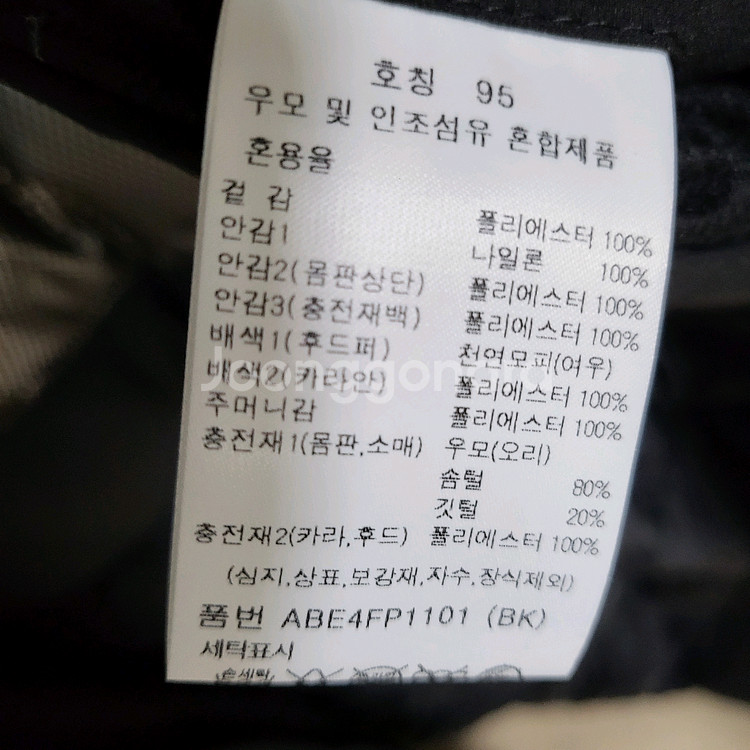 호칭 95
우모 및 인조섬유 혼합제품
혼용율
겉 감 폴리에스터 100%
안감1 나일론 100%
안감2(몸판상단) 폴리에스터 100%
안감3(충전재백) 폴리에스터 100%
배색1(후드퍼) 천연모피(여우)
배색2(카라안) 폴리에스터 100%
주머니감 폴리에스터 100%
충전재1(몸판,소매) 우모(오리)
솜털 80%
깃털 20%
충전재2(카라,후드) 폴리에스터 100%
(심지,상표,보강재,자수,장식제외)
품번 ABE4FP1101 (BK)
세탁표시
Joonggonara